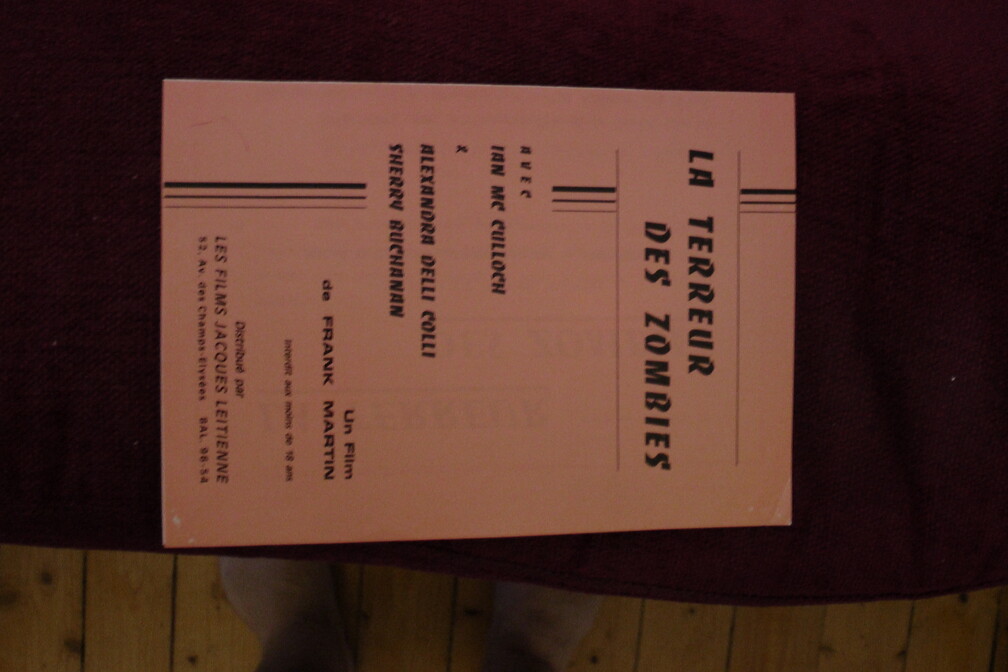 LA TERREUR
DES ZOMBIES
AVEC
IAN MC CULLOCH
&
ALEXANDRA DELLI COLLI
SHERRY BUCHANAN
Un Film
de FRANK MARTIN
Interdit aux moins de 18 ans
Distribué par
LES FILMS JACQUES LEITIENNE
52, Av. des Champs-Elysées BAL. 96-54